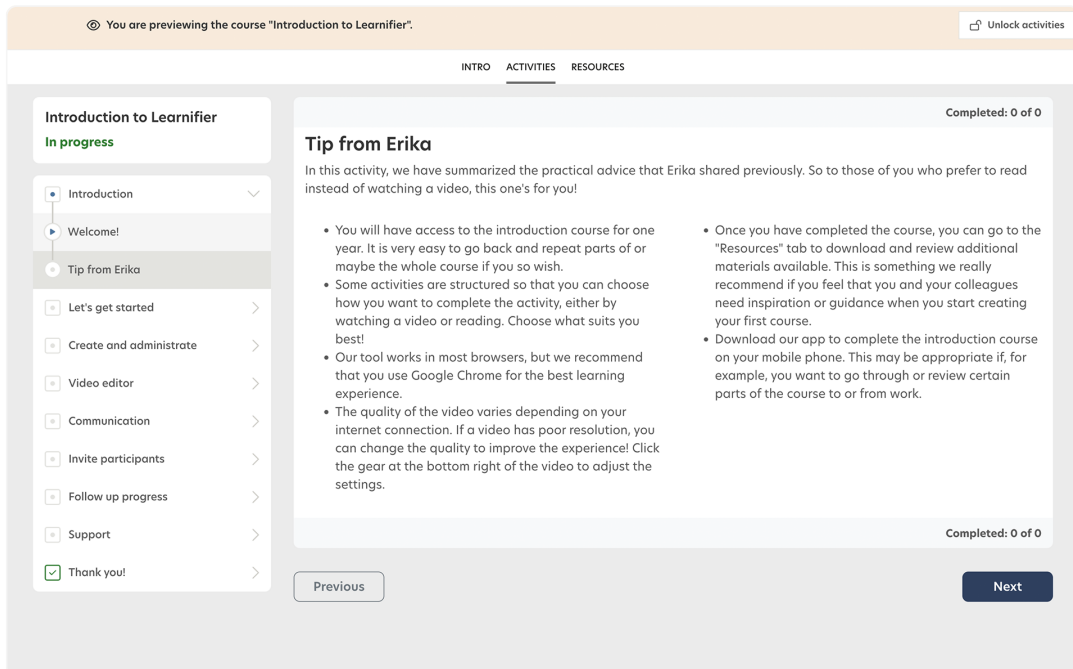 You are previewing the course "Introduction to Learnifier".
Unlock activities
INTRO
ACTIVITIES
RESOURCES
Introduction to Learnifier
In progress
Introduction
Welcome!
Tip from Erika
Let's get started
Create and administrate
Video editor
Communication
Invite participants
Follow up progress
Support
Thank you!
Completed: 0 of 0
Tip from Erika
In this activity, we have summarized the practical advice that Erika shared previously. So to those of you who prefer to read
instead of watching a video, this one's for you!
• You will have access to the introduction course for one
year. It is very easy to go back and repeat parts of or
maybe the whole course if you so wish.
• Some activities are structured so that you can choose
how you want to complete the activity, either by
watching a video or reading. Choose what suits you
best!
• Our tool works in most browsers, but we recommend
that you use Google Chrome for the best learning
experience.
• The quality of the video varies depending on your
internet connection. If a video has poor resolution, you
can change the quality to improve the experience! Click
the gear at the bottom right of the video to adjust the
settings.
• Once you have completed the course, you can go to the
"Resources" tab to download and review additional
materials available. This is something we really
recommend if you feel that you and your colleagues
need inspiration or guidance when you start creating
your first course.
• Download our app to complete the introduction course
on your mobile phone. This may be appropriate if, for
example, you want to go through or review certain
parts of the course to or from work.
Completed: 0 of 0
Previous
Next